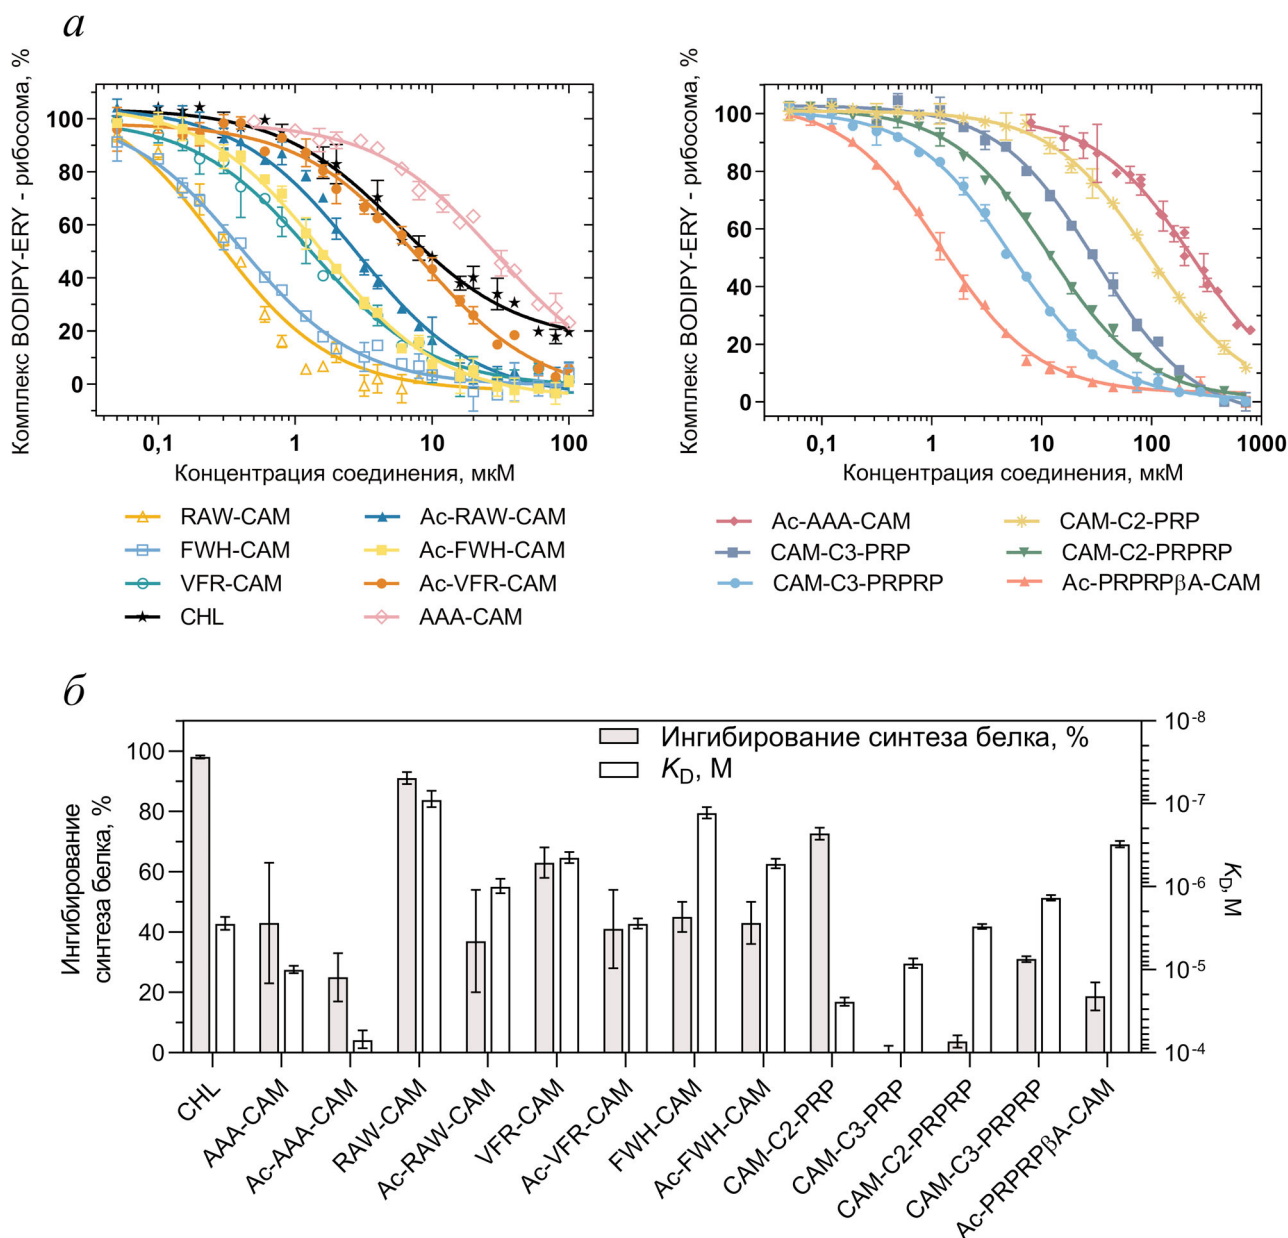 а
Комплекс BODIPY-ERY - рибосома, %
100
80
60
40
20
0
0,1 1 10 100
Концентрация соединения, мкМ
RAW-CAM
FWH-CAM
VFR-CAM
CHL
Ac-RAW-CAM
Ac-FWH-CAM
Ac-VFR-CAM
AAA-CAM
Комплекс BODIPY-ERY - рибосома, %
100
80
60
40
20
0
0,1 1 10 100 1000
Концентрация соединения, мкМ
Ac-AAA-CAM
CAM-C3-PRP
CAM-C3-PRPRP
CAM-C2-PRP
CAM-C2-PRPRP
Ac-PRPRPβA-CAM
б
Ингибирование
синтеза белка, %
100
80
60
40
20
0
Ингибирование синтеза белка, %
KD, М
10-8
10-7
10-6
10-5
10-4
KD, М
CHL
AAA-CAM
Ac-AAA-CAM
RAW-CAM
Ac-RAW-CAM
VFR-CAM
Ac-VFR-CAM
FWH-CAM
Ac-FWH-CAM
CAM-C2-PRP
CAM-C3-PRP
CAM-C2-PRPRP
CAM-C3-PRPRP
Ac-PRPRPβA-CAM